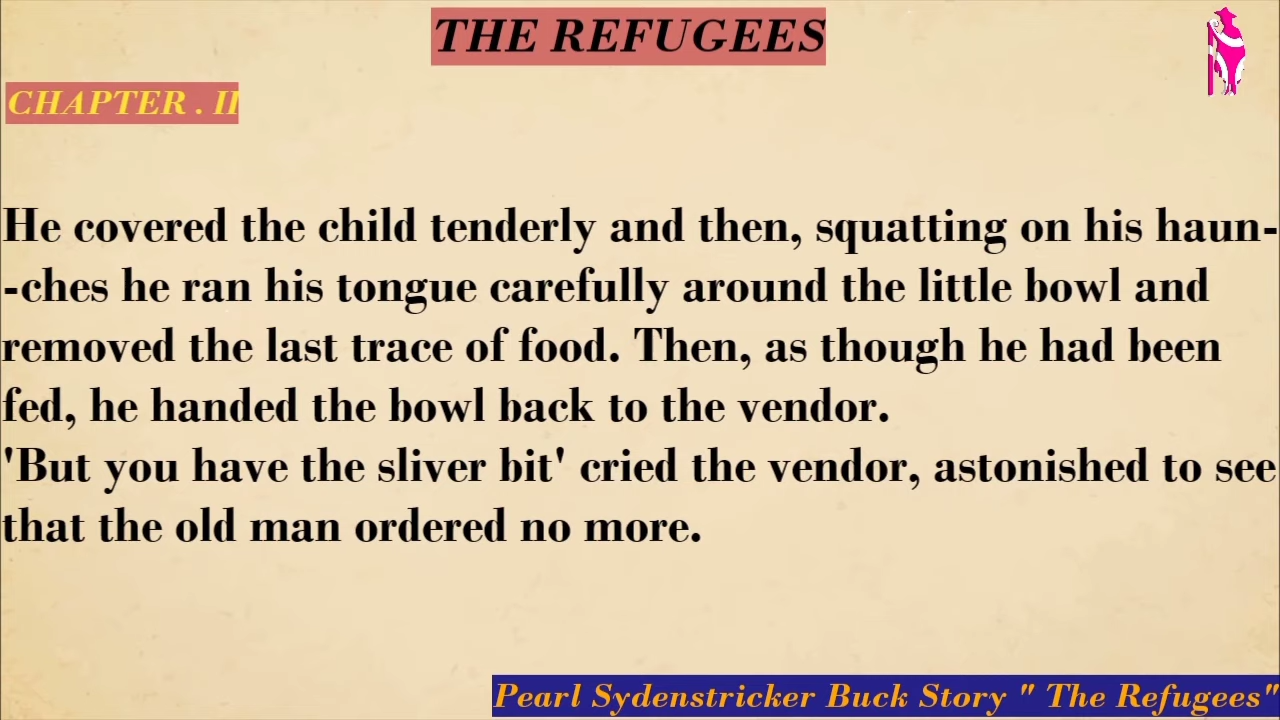 THE REFUGEES
CHAPTER . II
He covered the child tenderly and then, squatting on his haun-
-ches he ran his tongue carefully around the little bowl and
removed the last trace of food. Then, as though he had been
fed, he handed the bowl back to the vendor.
'But you have the sliver bit' cried the vendor, astonished to see
that the old man ordered no more.
Pearl Sydenstricker Buck Story " The Refugees"